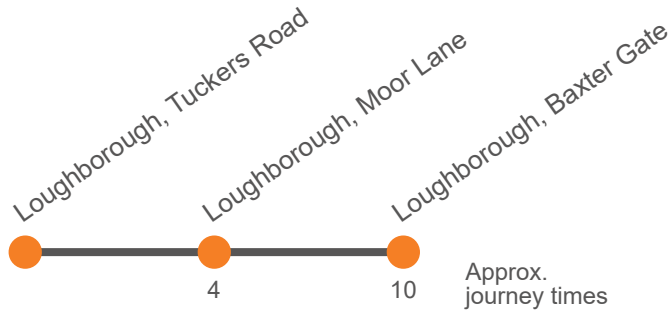 Loughborough, Tuckers Road
Loughborough, Moor Lane
Loughborough, Baxter Gate
4
10
Approx.
journey times